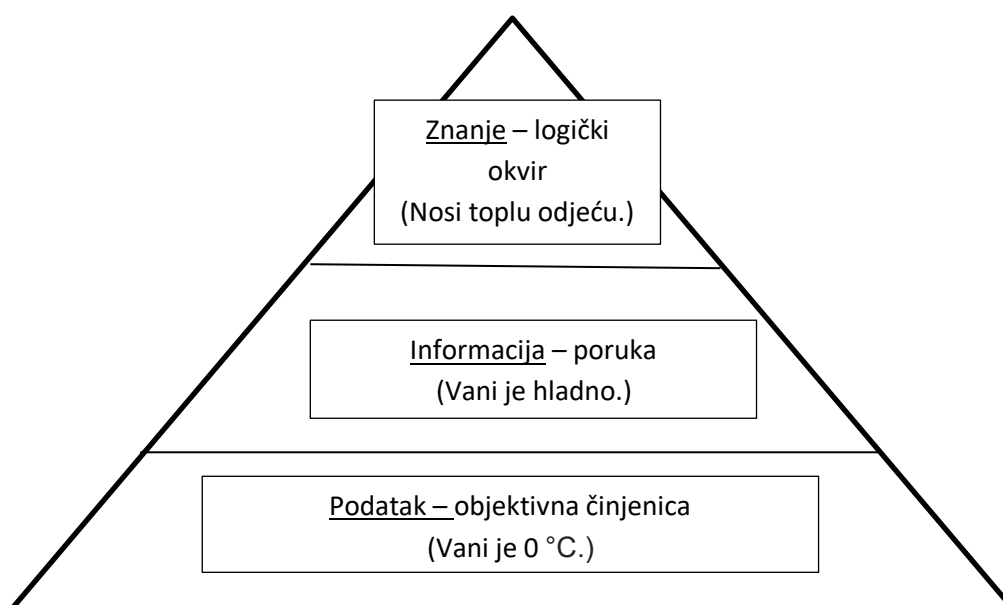 Znanje – logički
okvir
(Nosi toplu odjeću.)
Informacija – poruka
(Vani je hladno.)
Podatak – objektivna činjenica
(Vani je 0 °C.)